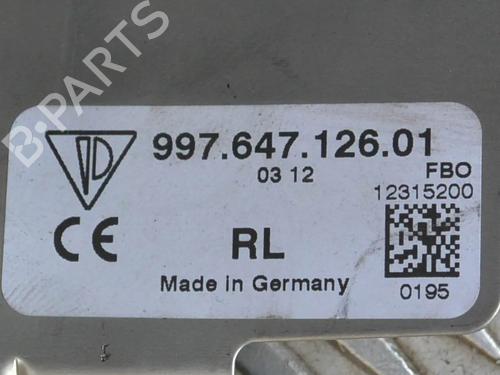 B-PARTS
997.647.126.01
03 12
FBO
12315200
CE
RL
Made in Germany
0195